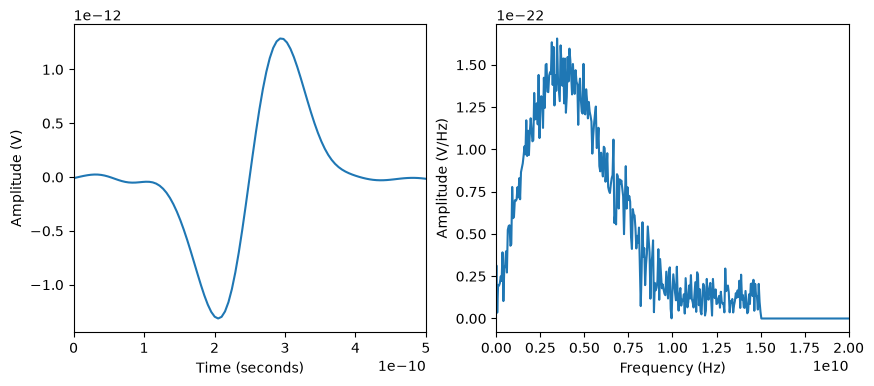 1e−12
1.0
0.5
0.0
−0.5
−1.0
Amplitude (V)
0 1 2 3 4 5
Time (seconds) 1e−10
1e−22
1.50
1.25
1.00
0.75
0.50
0.25
0.00
Amplitude (V/Hz)
0.00 0.25 0.50 0.75 1.00 1.25 1.50 1.75 2.00
Frequency (Hz) 1e10